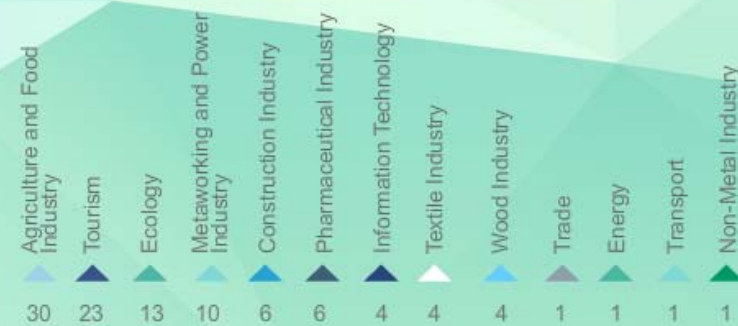 Agriculture and Food
Industry
Tourism
Ecology
Metaworking and Power
Industry
Construction Industry
Pharmaceutical Industry
Information Technology
Textile Industry
Wood Industry
Trade
Energy
Transport
Non-Metal Industry
30 23 13 10 6 6 4 4 4 1 1 1 1